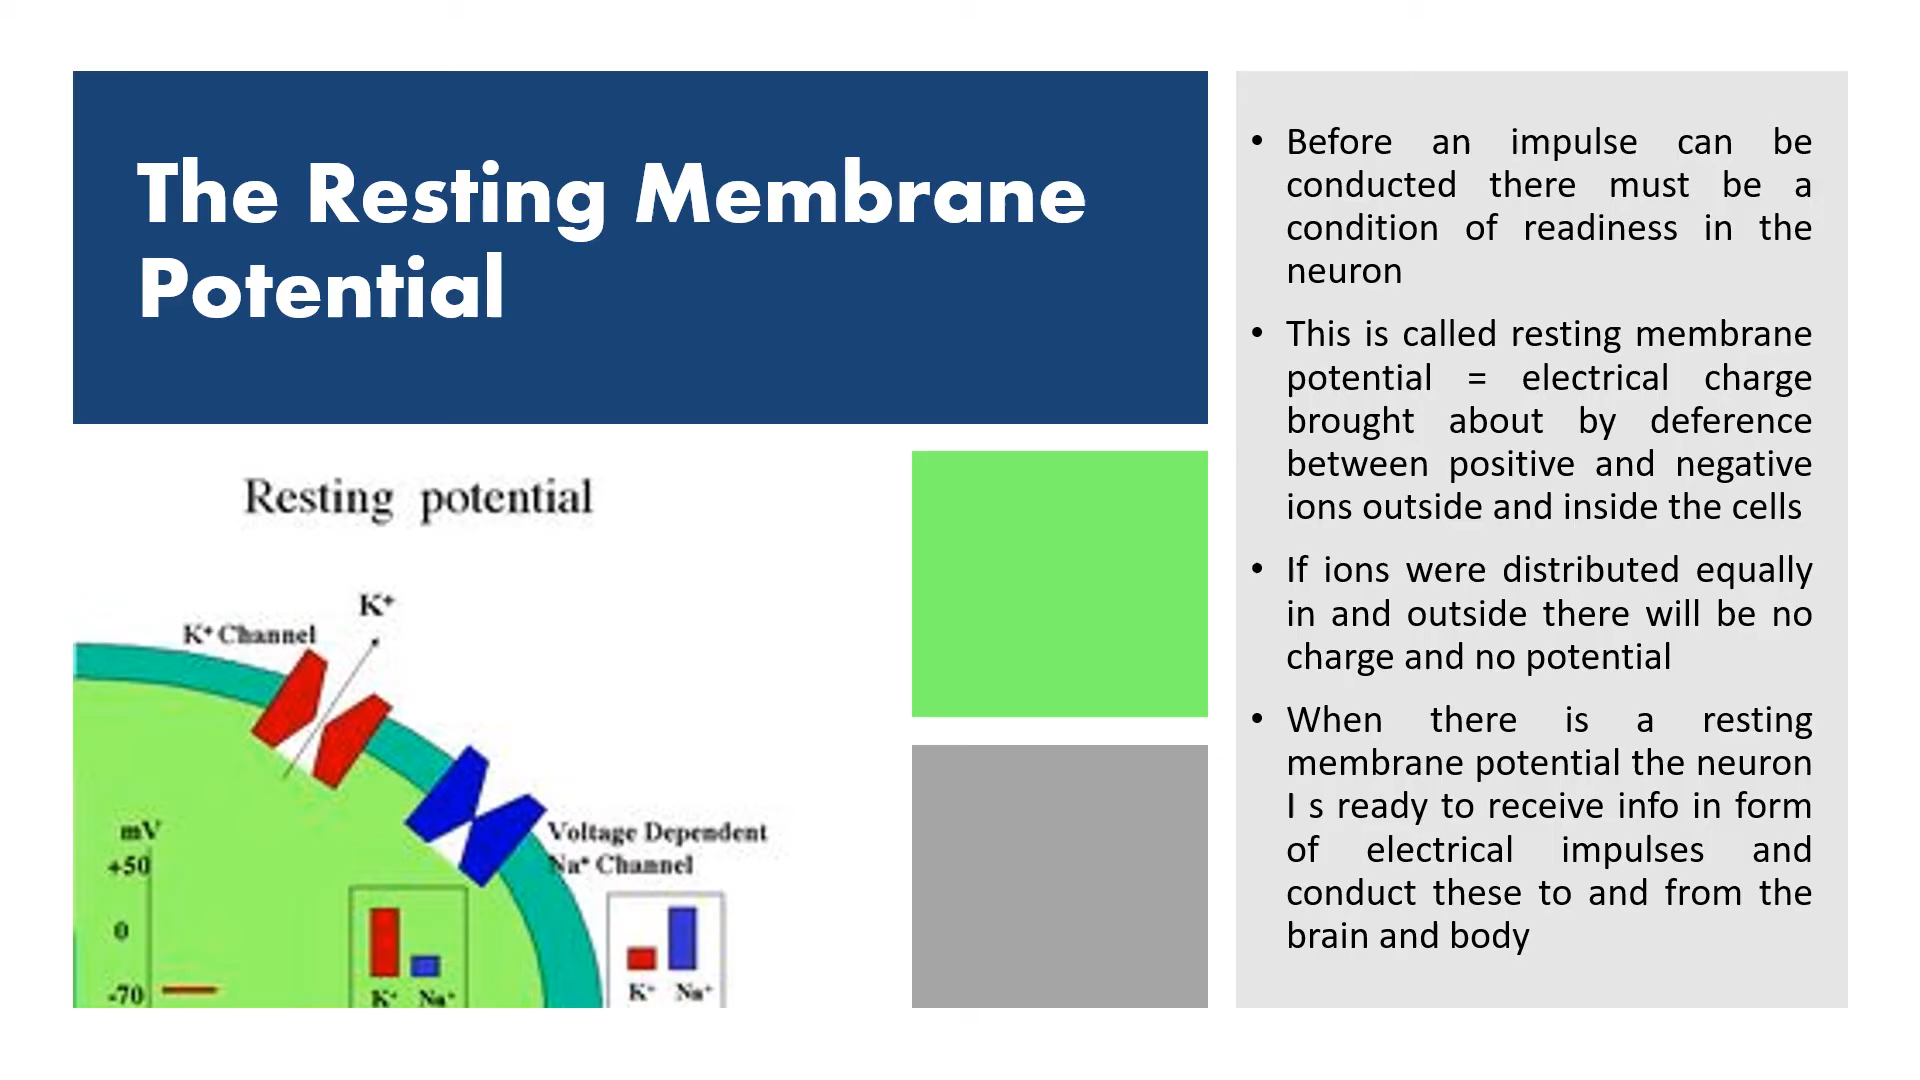 The Resting Membrane
Potential
Resting potential
K+
K+ Channel
Voltage Dependent
Na+ Channel
mV
+50
0
-70
K+ Na+
K+ Na+
• Before an impulse can be
conducted there must be a
condition of readiness in the
neuron
• This is called resting membrane
potential = electrical charge
brought about by deference
between positive and negative
ions outside and inside the cells
• If ions were distributed equally
in and outside there will be no
charge and no potential
• When there is a resting
membrane potential the neuron
I s ready to receive info in form
of electrical impulses and
conduct these to and from the
brain and body